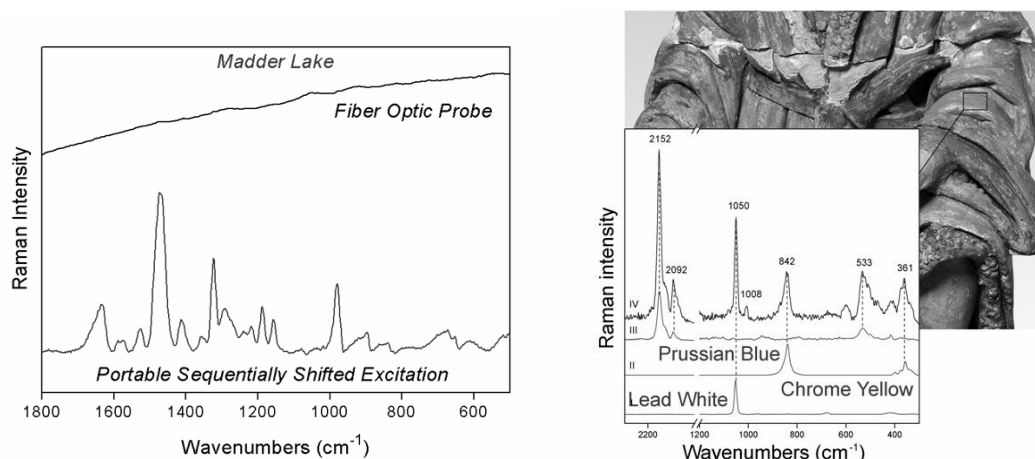 Madder Lake
Fiber Optic Probe
Raman Intensity
Portable Sequentially Shifted Excitation
1800 1600 1400 1200 1000 800 600
Wavenumbers (cm-1)
2152
1050
842
2092
1008
533
361
Raman intensity
IV
III
Prussian Blue
II
Chrome Yellow
I
Lead White
2200 1200 1050 800 600 400
Wavenumbers (cm-1)